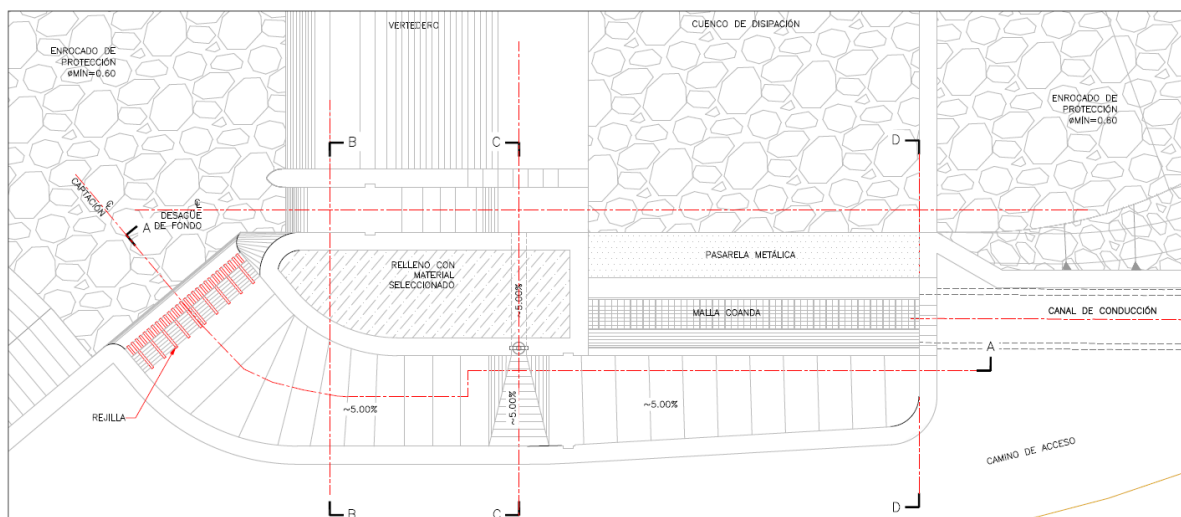 VERTEDERO
CUENCO DE DISIPACIÓN
ENROCADO DE
PROTECCIÓN
øMÍN=0.60
ENROCADO DE
PROTECCIÓN
øMÍN=0.60
B
C
D
CAPTACIÓN
℄
℄
A
DESAGÜE
DE FONDO
RELLENO CON
MATERIAL
SELECCIONADO
~5.00%
PASARELA METÁLICA
MALLA COANDA
CANAL DE CONDUCCIÓN
A
REJILLA
~5.00%
~5.00%
~5.00%
CAMINO DE ACCESO
B
C
D